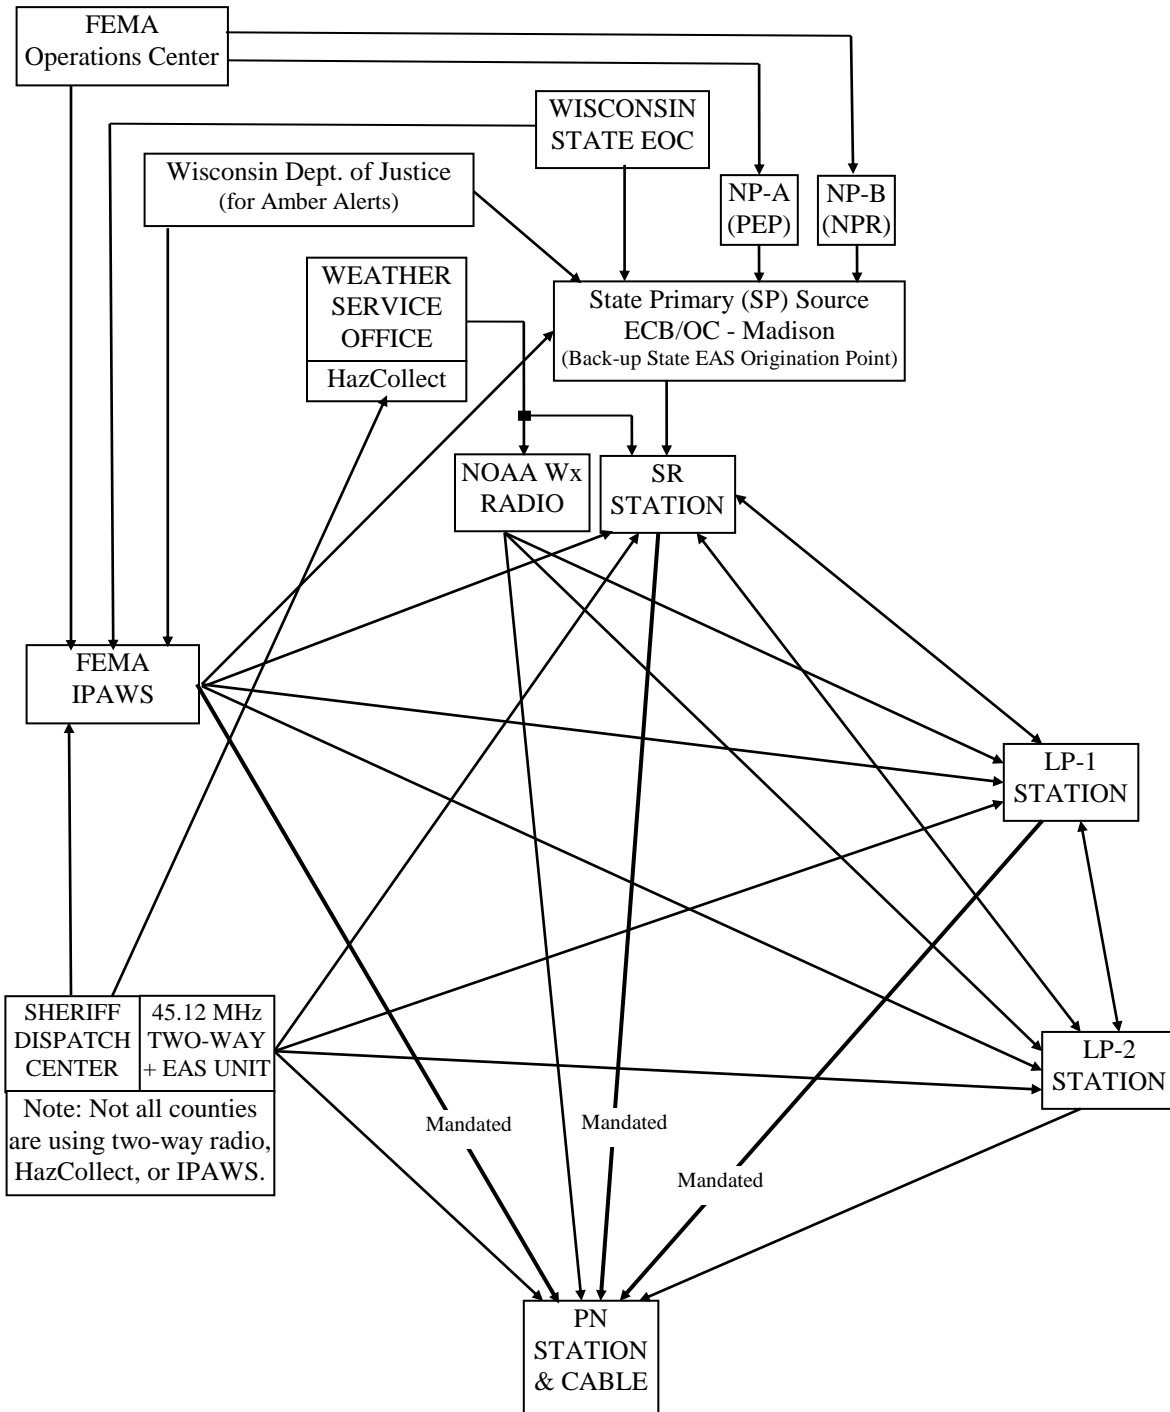 FEMA
Operations Center
WISCONSIN
STATE EOC
Wisconsin Dept. of Justice
(for Amber Alerts)
NP-A
(PEP)
NP-B
(NPR)
WEATHER
SERVICE
OFFICE
HazCollect
State Primary (SP) Source
ECB/OC - Madison
(Back-up State EAS Origination Point)
NOAA Wx
RADIO
SR
STATION
FEMA
IPAWS
LP-1
STATION
SHERIFF
DISPATCH
CENTER
45.12 MHz
TWO-WAY
+ EAS UNIT
Note: Not all counties
are using two-way radio,
HazCollect, or IPAWS.
LP-2
STATION
Mandated
Mandated
Mandated
PN
STATION
& CABLE